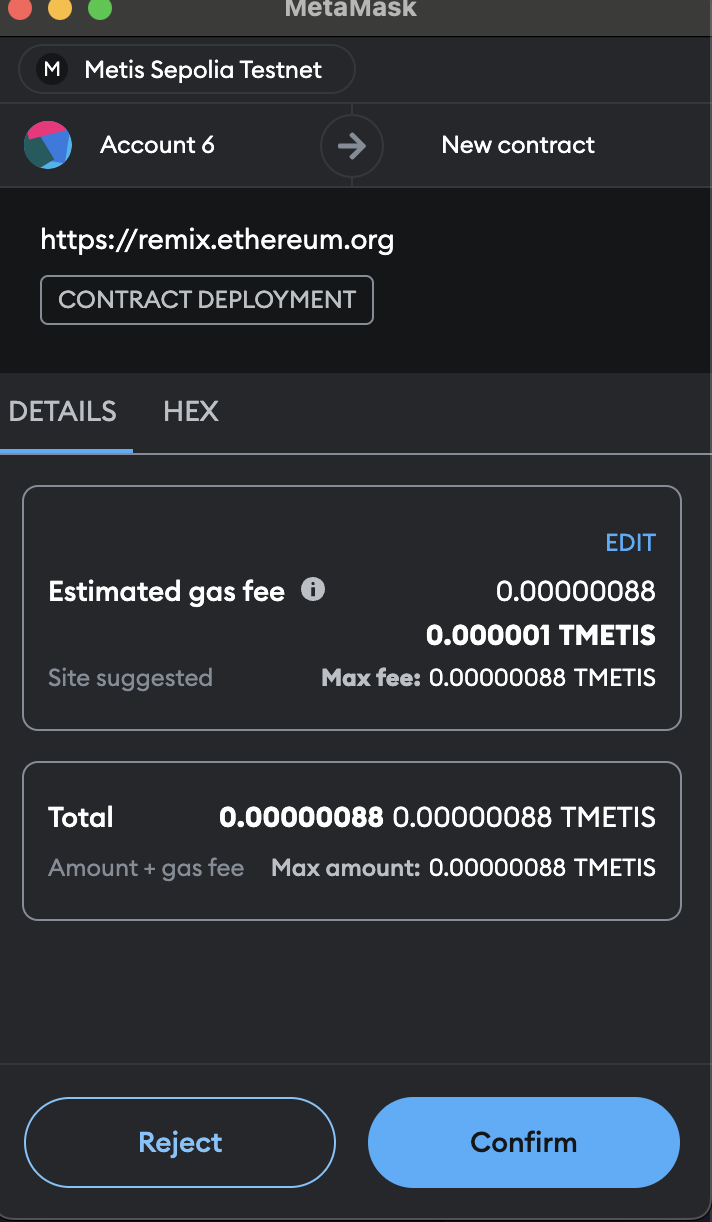 MetaMask
M Metis Sepolia Testnet
Account 6 New contract
https://remix.ethereum.org
CONTRACT DEPLOYMENT
DETAILS HEX
EDIT
Estimated gas fee i 0.00000088
0.000001 TMETIS
Site suggested Max fee: 0.00000088 TMETIS
Total 0.00000088 0.00000088 TMETIS
Amount + gas fee Max amount: 0.00000088 TMETIS
Reject Confirm